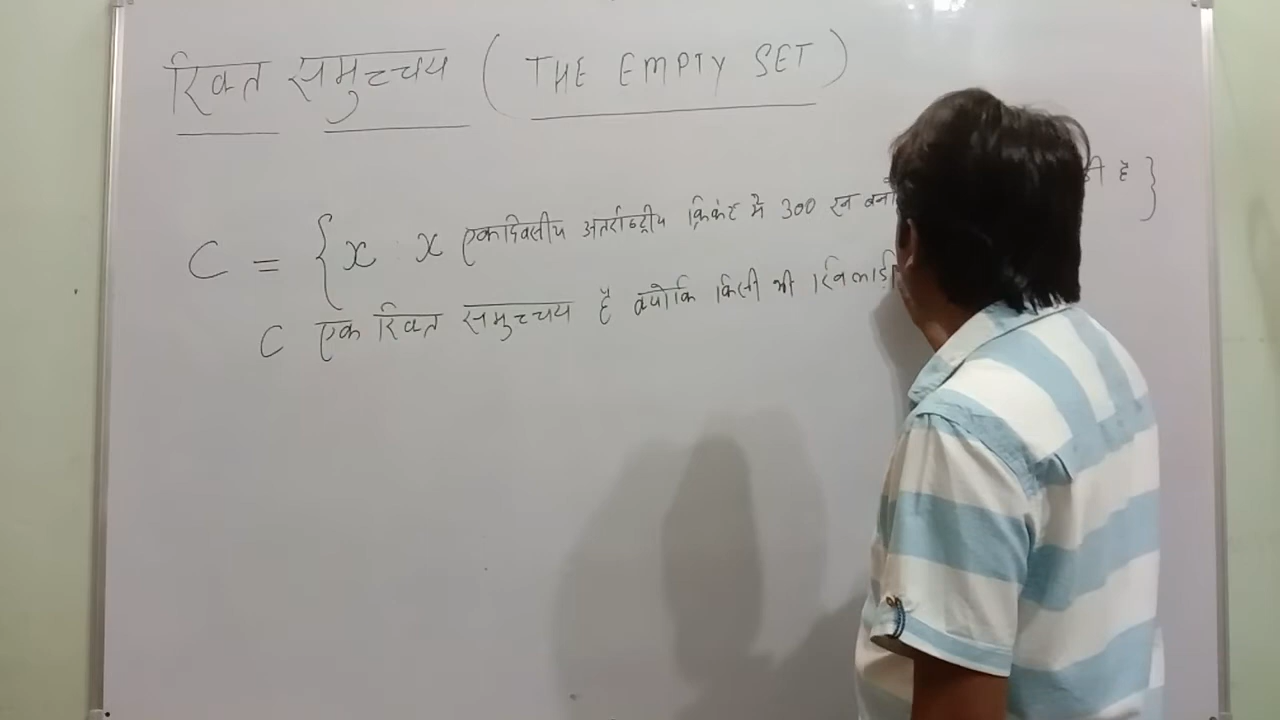 रिक्त समुच्चय ( THE EMPTY SET )
C = { x : x एकदिवसीय अंतर्राष्ट्रीय क्रिकेट मे 300 रन है }
C एक रिक्त समुच्चय है क्योकि किसी भी खिलाड़ी